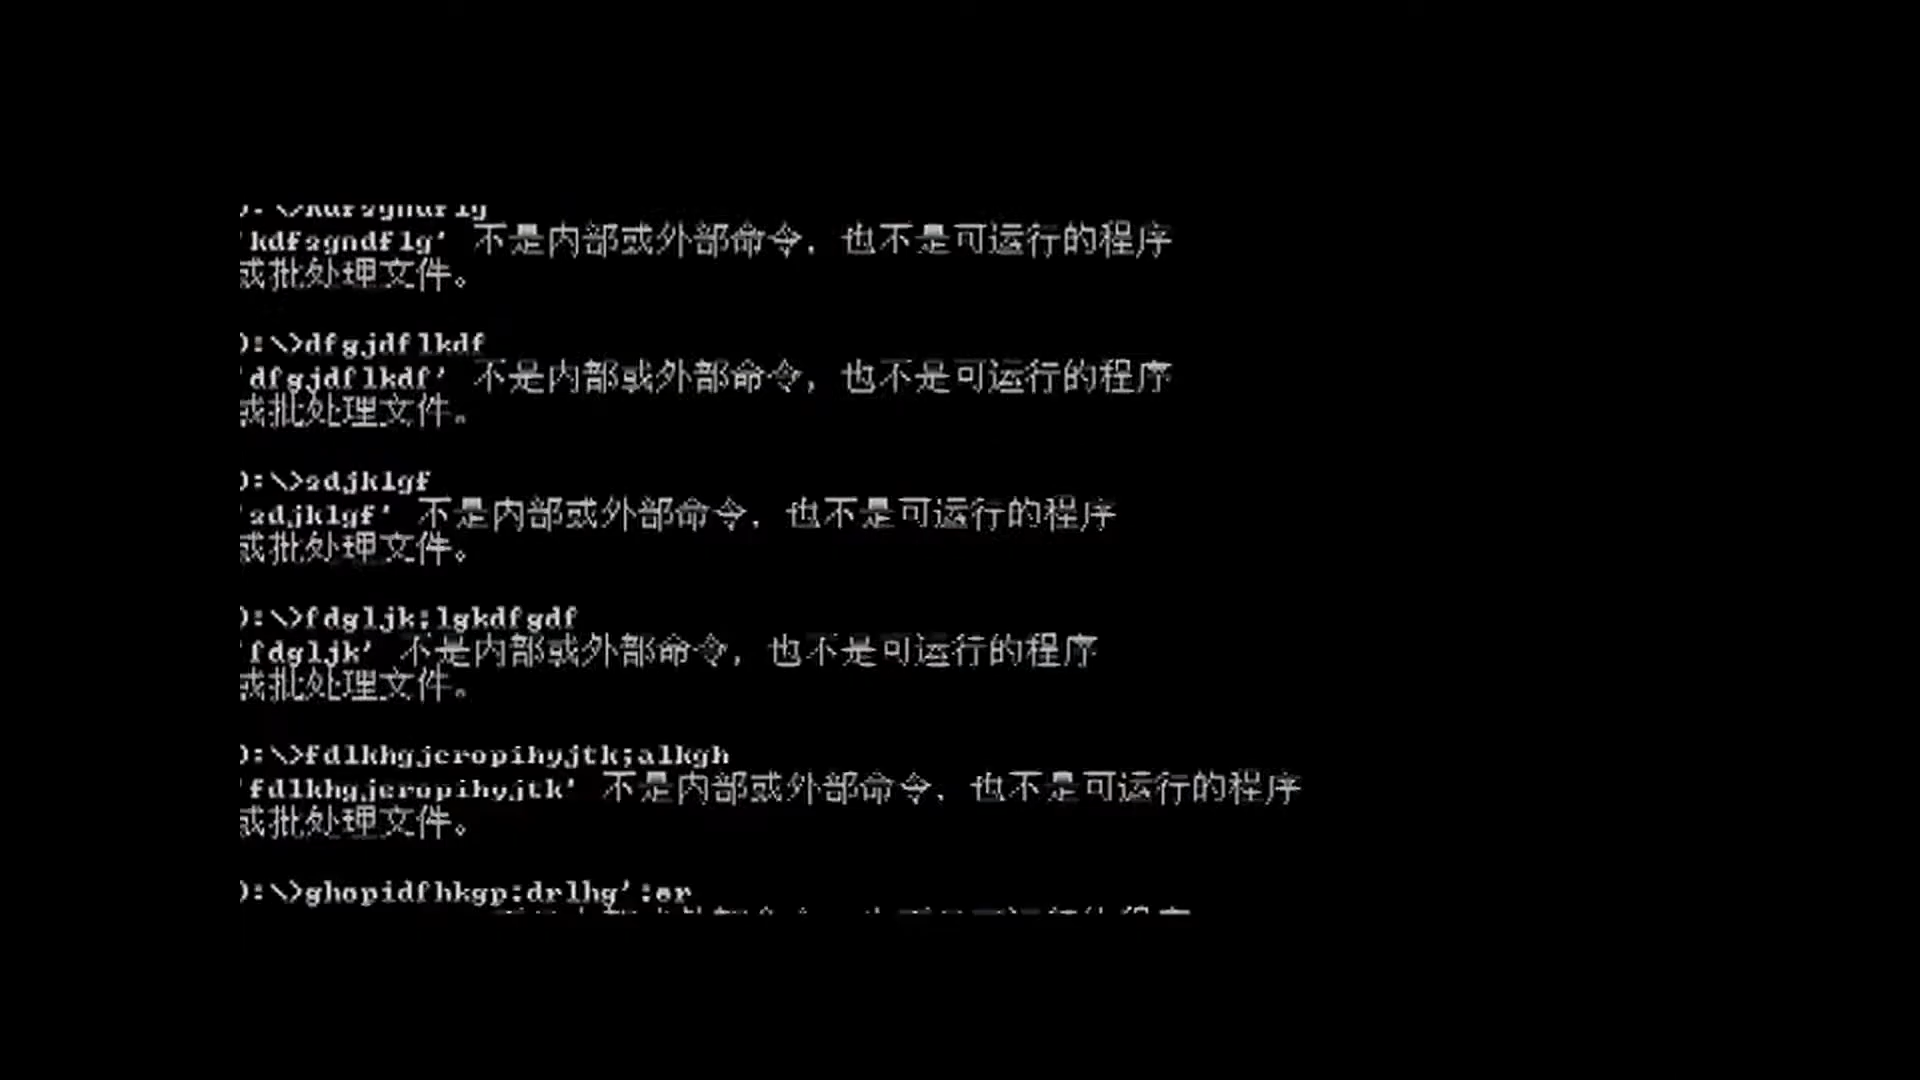 'kdfsgndflg' 不是内部或外部命令，也不是可运行的程序
或批处理文件。
):\>dfgjdflkdf
'dfgjdflkdf' 不是内部或外部命令，也不是可运行的程序
或批处理文件。
):\>sdjklgf
'sdjklgf' 不是内部或外部命令，也不是可运行的程序
或批处理文件。
):\>fdgljk;lgkdfgdf
'fdgljk' 不是内部或外部命令，也不是可运行的程序
或批处理文件。
):\>fdlkhgjeropihyjtk;alkgh
'fdlkhgjeropihyjtk' 不是内部或外部命令，也不是可运行的程序
或批处理文件。
):\>ghopidfhkgp;drlhg';er